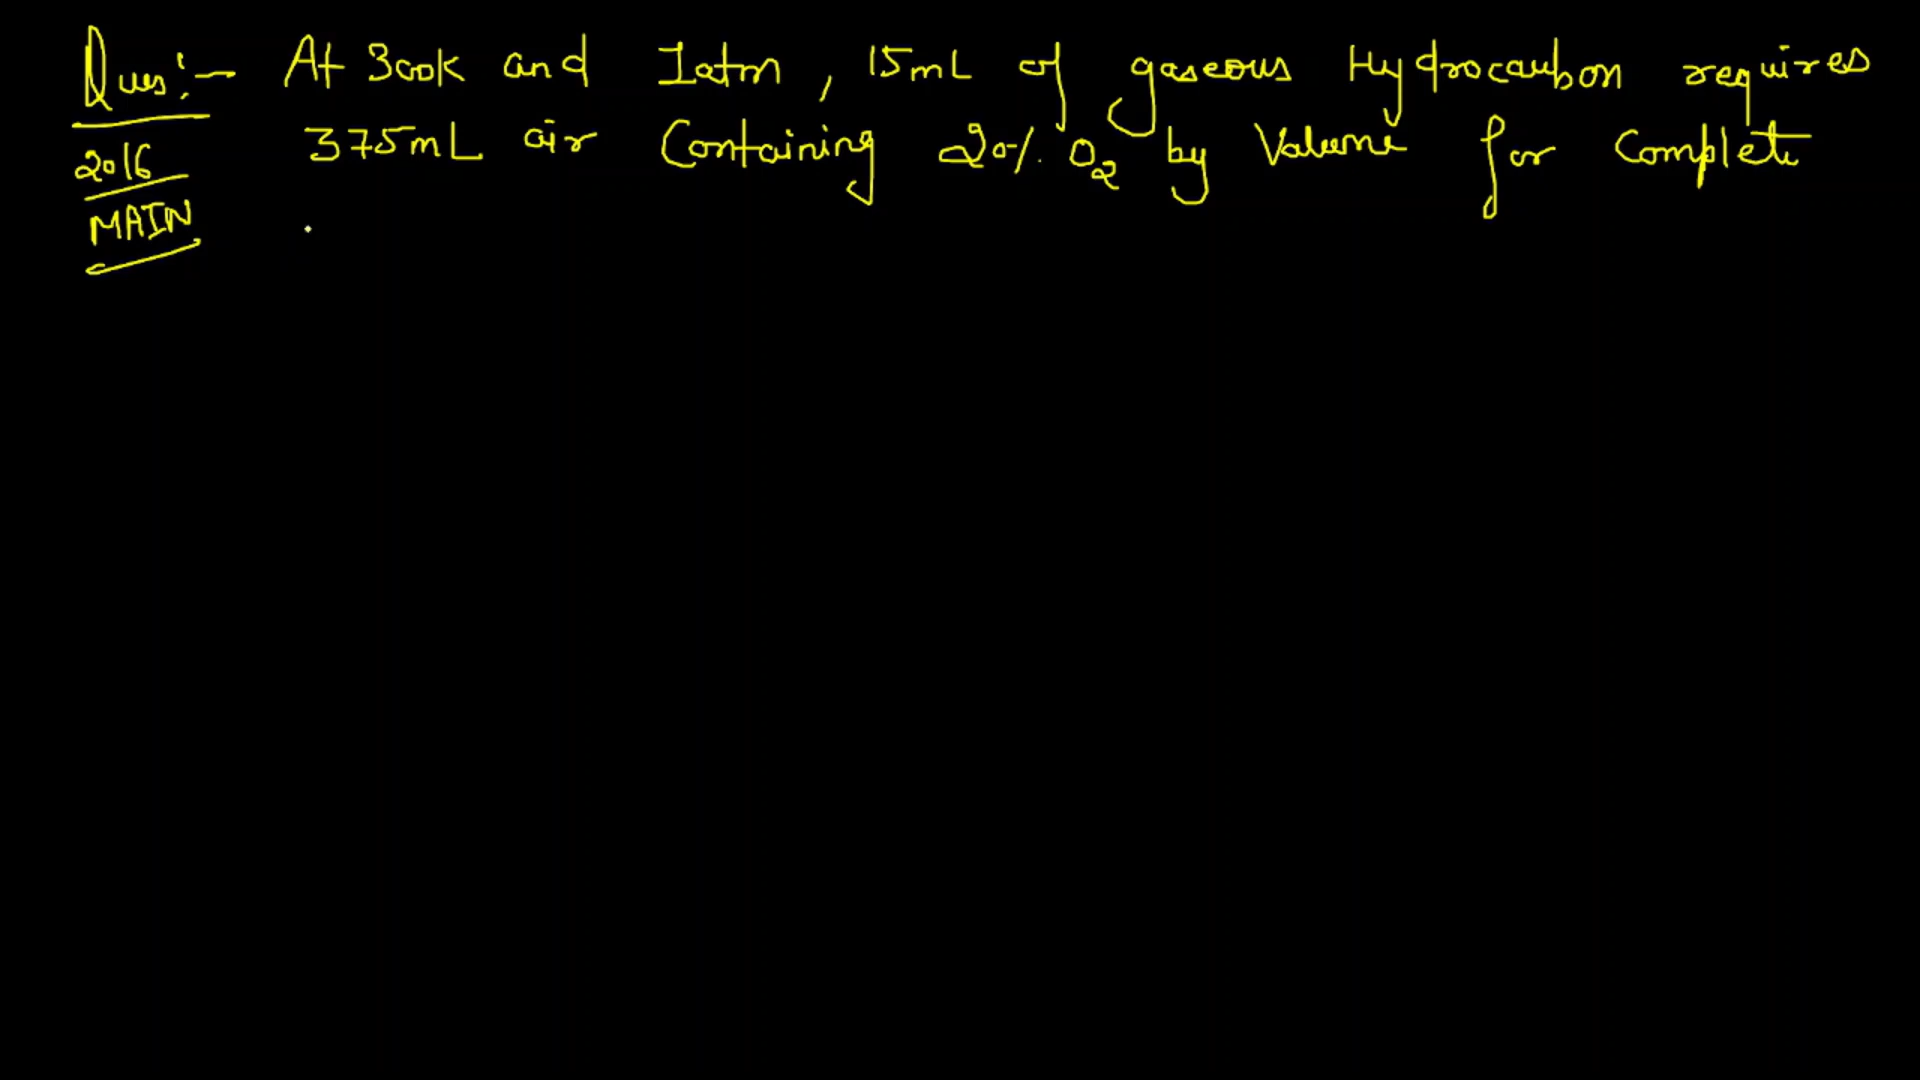 Ques:- At 300K and 1atm, 15mL of gaseous Hydrocarbon requires
2016 375mL air Containing 20% O2 by Volume for Complete
MAIN